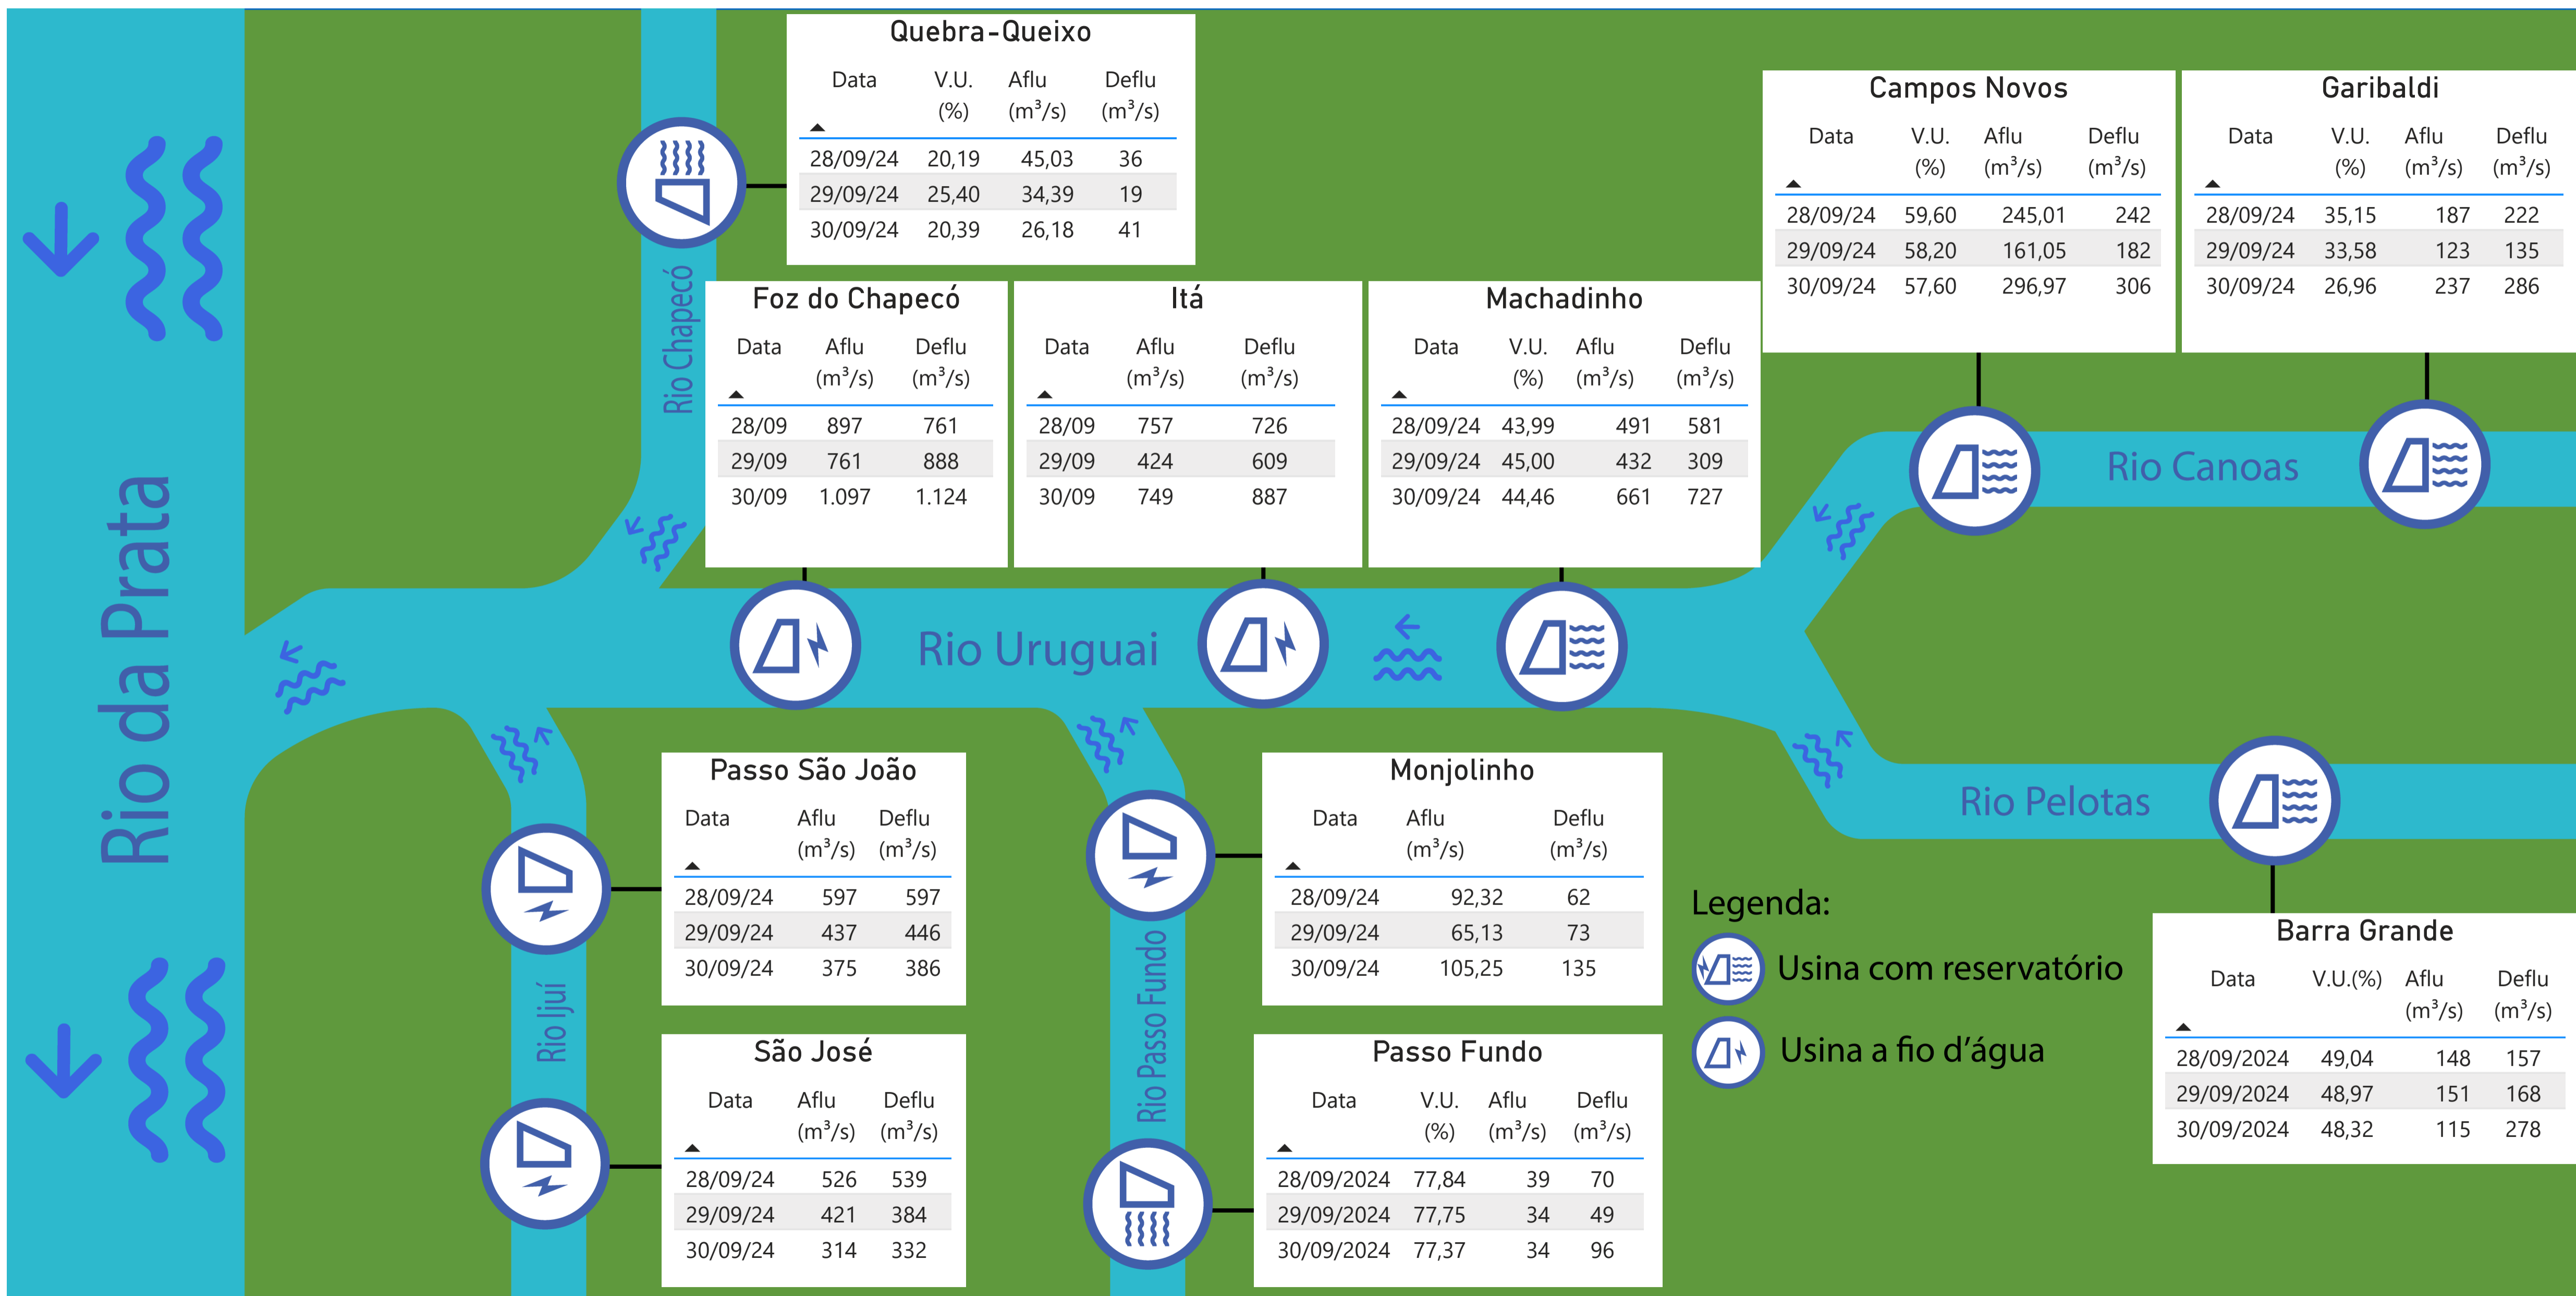 Quebra-Queixo
Data V.U. Aflu Deflu
(%) (m³/s) (m³/s)
28/09/24 20,19 45,03 36
29/09/24 25,40 34,39 19
30/09/24 20,39 26,18 41
Campos Novos
Data V.U. Aflu Deflu
(%) (m³/s) (m³/s)
28/09/24 59,60 245,01 242
29/09/24 58,20 161,05 182
30/09/24 57,60 296,97 306
Garibaldi
Data V.U. Aflu Deflu
(%) (m³/s) (m³/s)
28/09/24 35,15 187 222
29/09/24 33,58 123 135
30/09/24 26,96 237 286
Rio Chapecó
Foz do Chapecó
Data Aflu Deflu
(m³/s) (m³/s)
28/09 897 761
29/09 761 888
30/09 1.097 1.124
Itá
Data Aflu Deflu
(m³/s) (m³/s)
28/09 757 726
29/09 424 609
30/09 749 887
Machadinho
Data V.U. Aflu Deflu
(%) (m³/s) (m³/s)
28/09/24 43,99 491 581
29/09/24 45,00 432 309
30/09/24 44,46 661 727
Rio Canoas
Rio da Prata
Rio Uruguai
Rio Pelotas
Passo São João
Data Aflu Deflu
(m³/s) (m³/s)
28/09/24 597 597
29/09/24 437 446
30/09/24 375 386
Monjolinho
Data Aflu Deflu
(m³/s) (m³/s)
28/09/24 92,32 62
29/09/24 65,13 73
30/09/24 105,25 135
Legenda:
Usina com reservatório
Usina a fio d'água
Barra Grande
Data V.U.(%) Aflu Deflu
(m³/s) (m³/s)
28/09/2024 49,04 148 157
29/09/2024 48,97 151 168
30/09/2024 48,32 115 278
Rio Ijuí
São José
Data Aflu Deflu
(m³/s) (m³/s)
28/09/24 526 539
29/09/24 421 384
30/09/24 314 332
Rio Passo Fundo
Passo Fundo
Data V.U. Aflu Deflu
(%) (m³/s) (m³/s)
28/09/2024 77,84 39 70
29/09/2024 77,75 34 49
30/09/2024 77,37 34 96